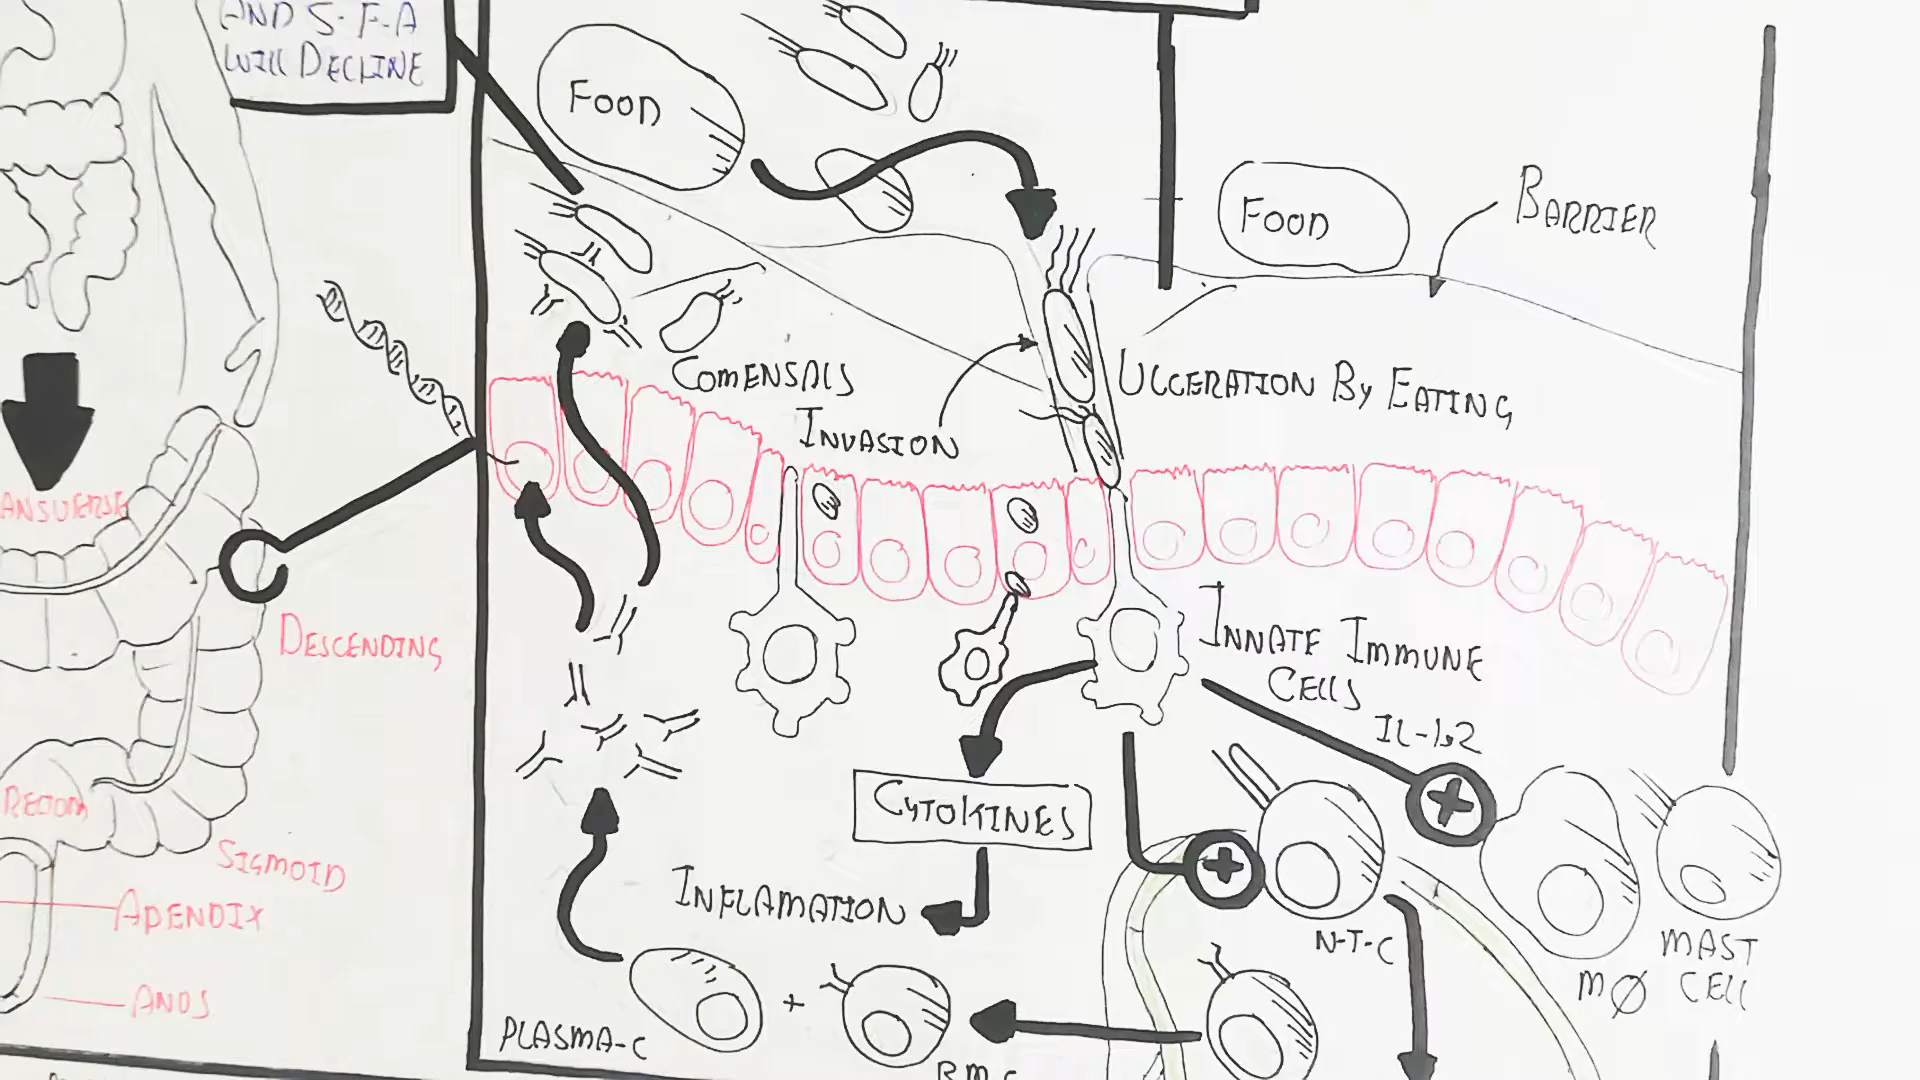 AND S-F-A
WILL DECLINE
FOOD
FOOD
BARRIER
COMENSALS
INVASION
ULCERATION BY EATING
ANSVERSE
DESCENDING
INNATE IMMUNE
CELLS
IL-1,2
CYTOKINES
RECTOM
SIGMOID
INFLAMATION
APENDIX
N-T-C
MAST
CELL
MØ
ANOS
PLASMA-C
+
B.M.C